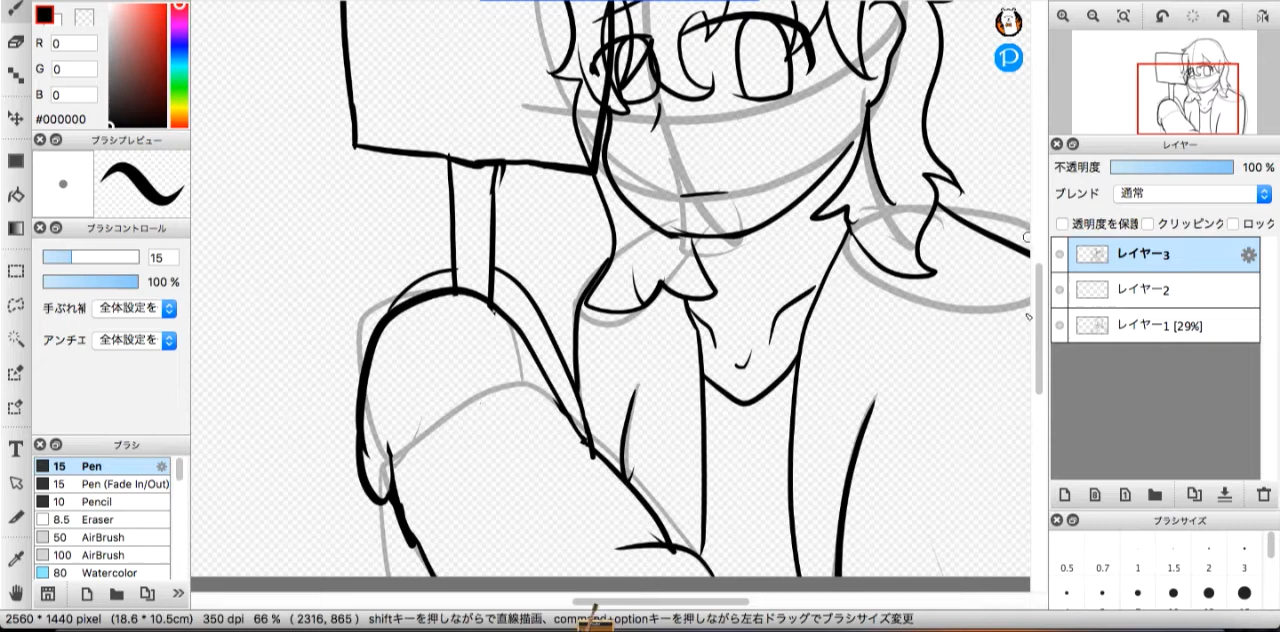 R 0
G 0
B 0
#000000
ブラシプレビュー
ブラシコントロール
15
100 %
手ぶれ補 全体設定を
アンチエ 全体設定を
ブラシ
15 Pen
15 Pen (Fade In/Out)
10 Pencil
8.5 Eraser
50 AirBrush
100 AirBrush
80 Watercolor
レイヤー
不透明度 100 %
ブレンド 通常
透明度を保護 クリッピング ロック
レイヤー3
レイヤー2
レイヤー1 [29%]
ブラシサイズ
0.5 0.7 1 1.5 2 3
2560 * 1440 pixel (18.6 * 10.5cm) 350 dpi 66 % ( 2316, 865 ) shiftキーを押しながらで直線描画、command+optionキーを押しながら左右ドラッグでブラシサイズ変更